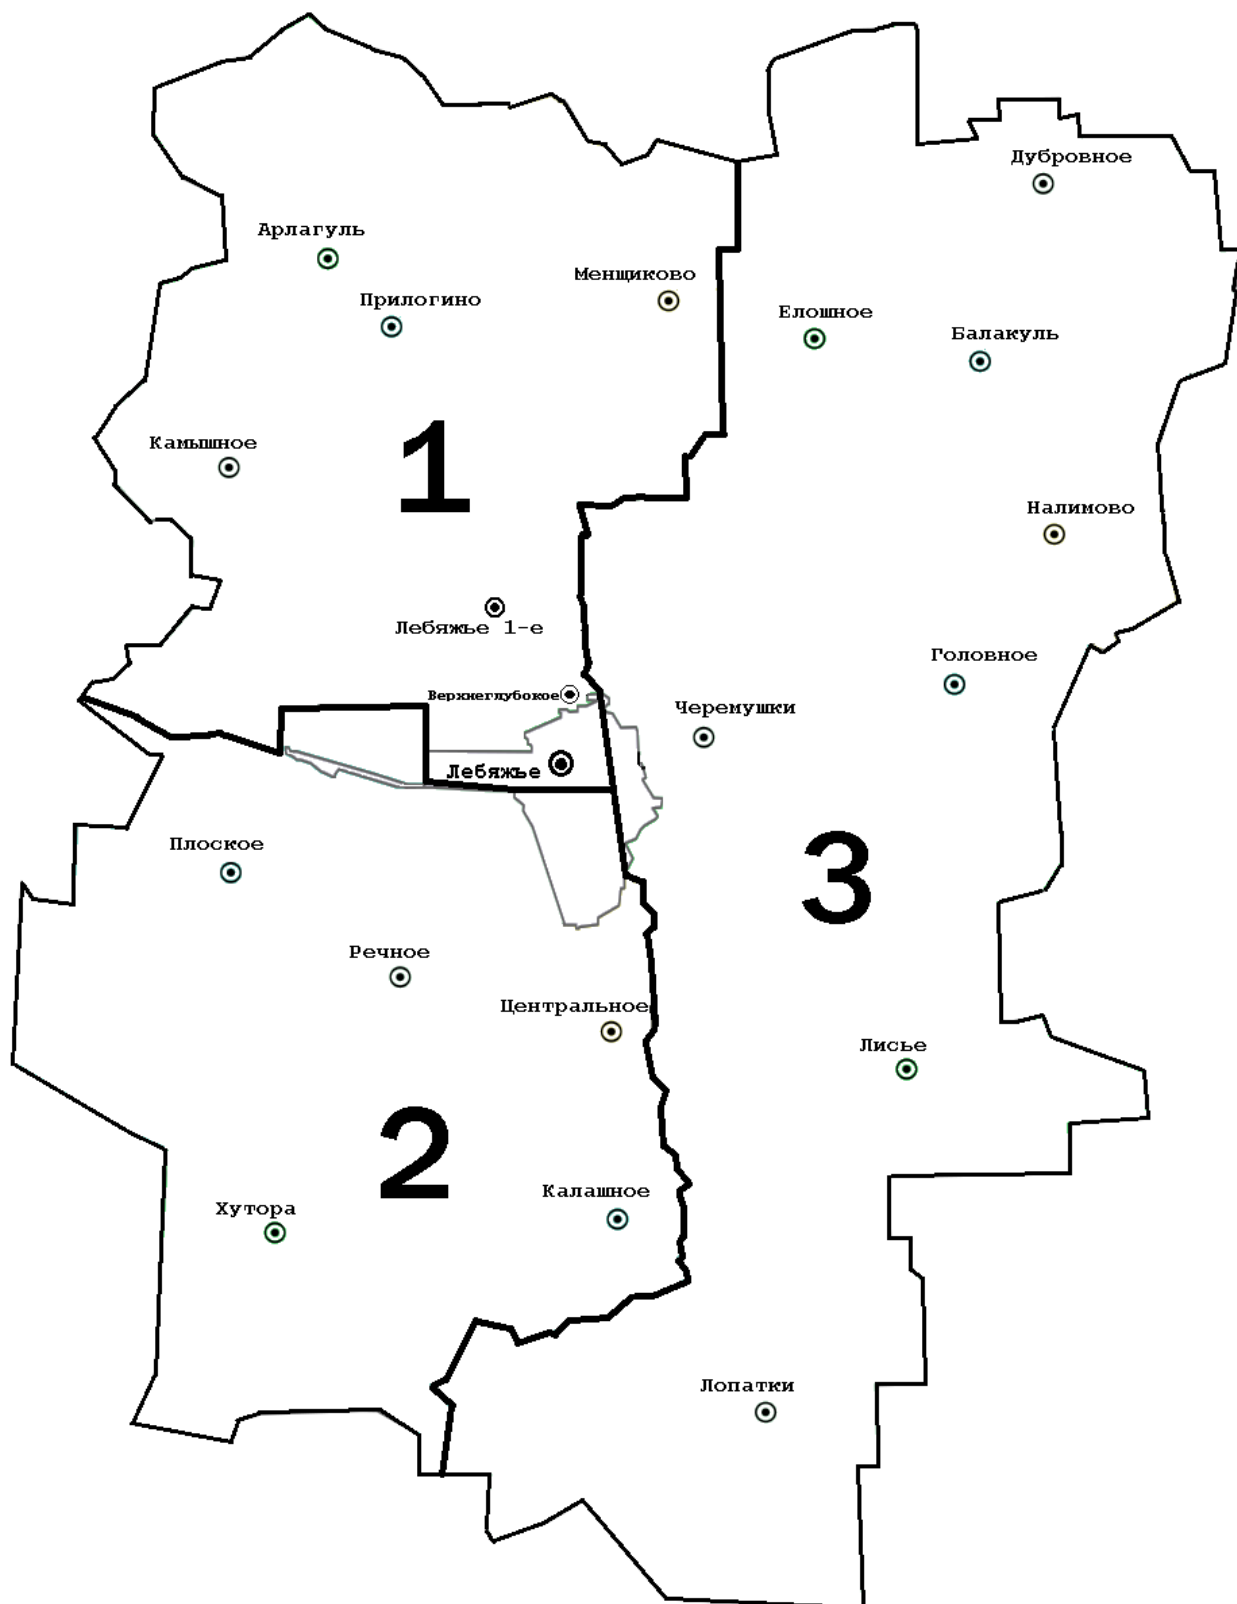 Дубровное
Арлагуль
Менщиково
Прилогино
Елошное
Балакуль
Камышное
1
Налимово
Лебяжье 1-е
Головное
Верхнеглубокое
Черемушки
Лебяжье
Плоское
3
Речное
Центральное
Лисье
2
Калашное
Хутора
Лопатки